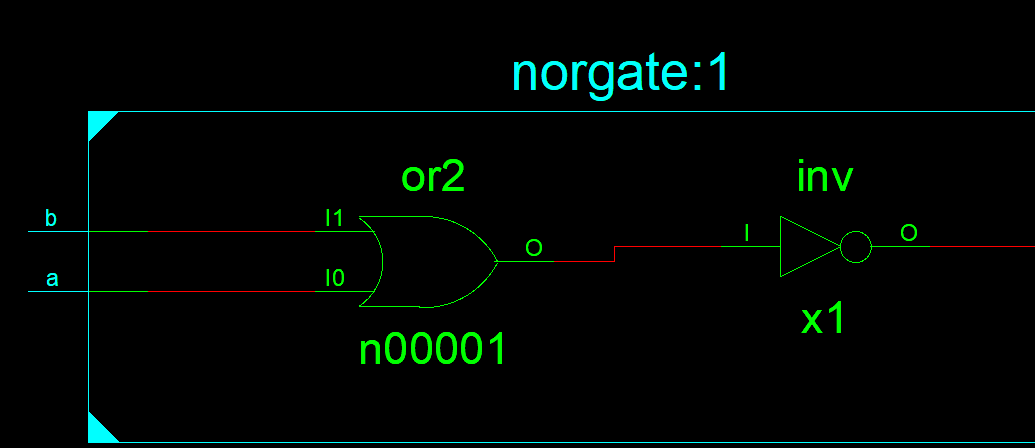 norgate:1
or2
inv
b
I1
I
O
O
a
I0
x1
n00001